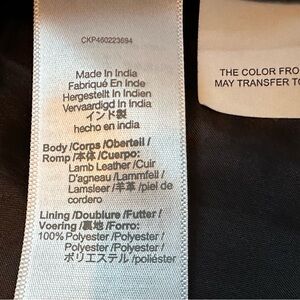 CKP460223694
Made In India
Fabriqué En Inde
Hergestellt In Indien
Vervaardigd In India
インド製
hecho en india
Body /Corps /Oberteil /
Romp /本体 /Cuerpo:
Lamb Leather /Cuir
D'agneau /Lammfell /
Lamsleer /羊革 /piel de
cordero
Lining /Doublure /Futter /
Voering /裏地 /Forro:
100% Polyester /Polyester /
Polyester /Polyester /
ポリエステル /poliéster
THE COLOR FRO
MAY TRANSFER TO